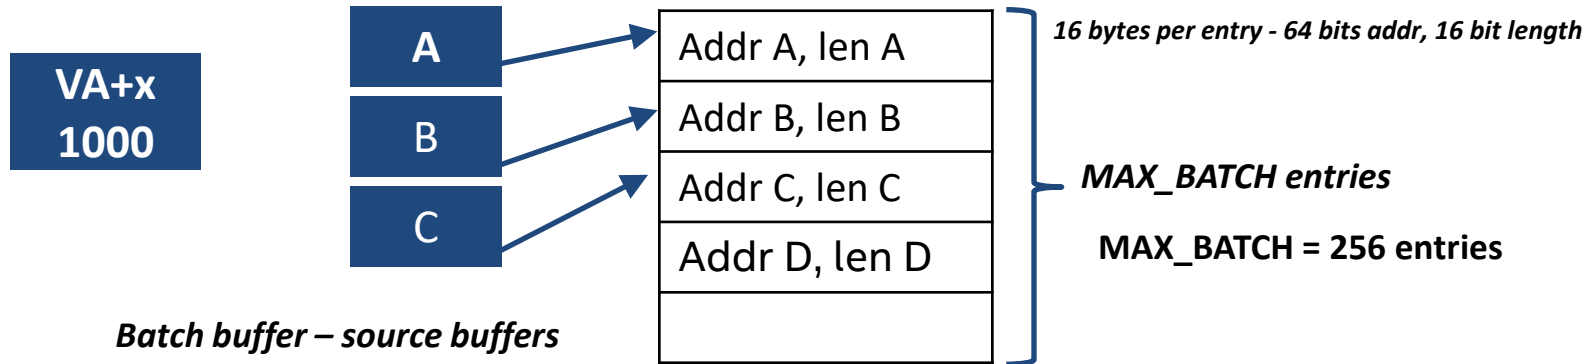 VA+x
1000
A
B
C
Addr A, len A
Addr B, len B
Addr C, len C
Addr D, len D
16 bytes per entry - 64 bits addr, 16 bit length
MAX_BATCH entries
MAX_BATCH = 256 entries
Batch buffer – source buffers